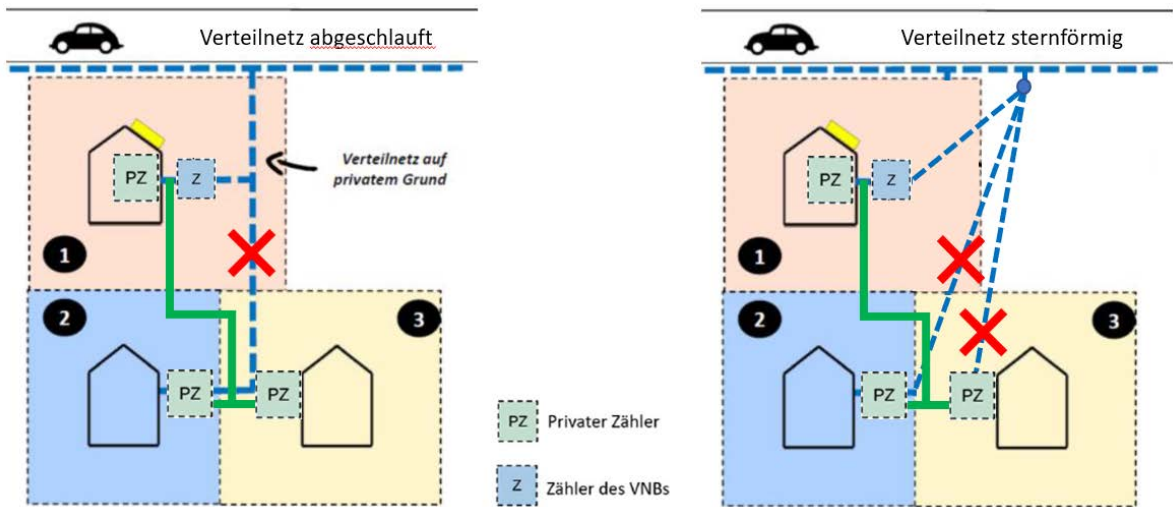 Verteilnetz abgeschlauft
Verteilnetz auf
privatem Grund
PZ
Z
1
2
3
PZ
PZ
PZ
Privater Zähler
Z
Zähler des VNBs
Verteilnetz sternförmig
PZ
Z
1
2
3
PZ
PZ